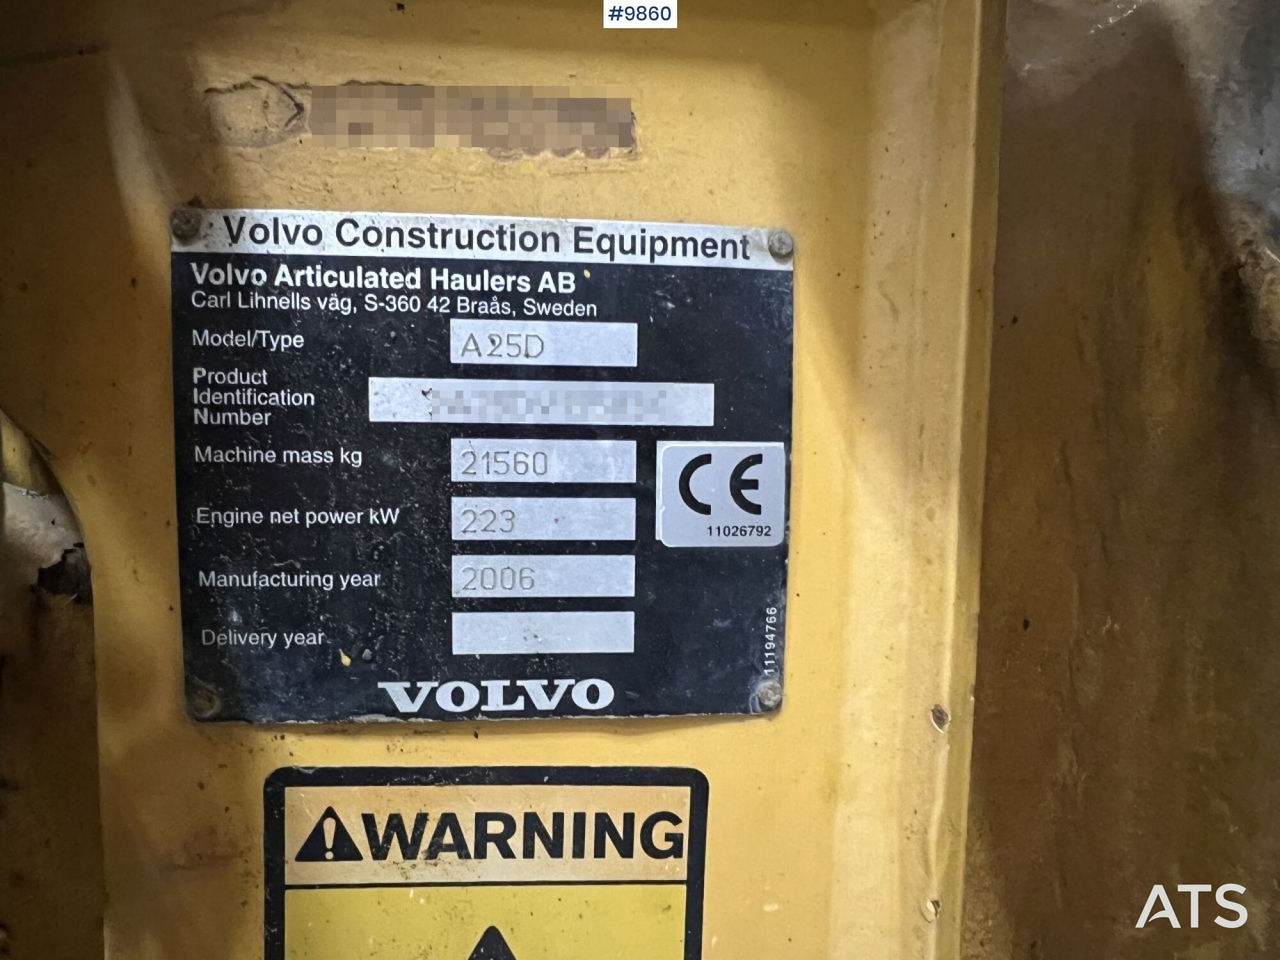 #9860
Volvo Construction Equipment
Volvo Articulated Haulers AB
Carl Lihnells väg, S-360 42 Braås, Sweden
Model/Type A25D
Product
Identification
Number
Machine mass kg 21560
CE
11026792
Engine net power kW 223
Manufacturing year 2006
Delivery year
11194766
VOLVO
WARNING
ATS